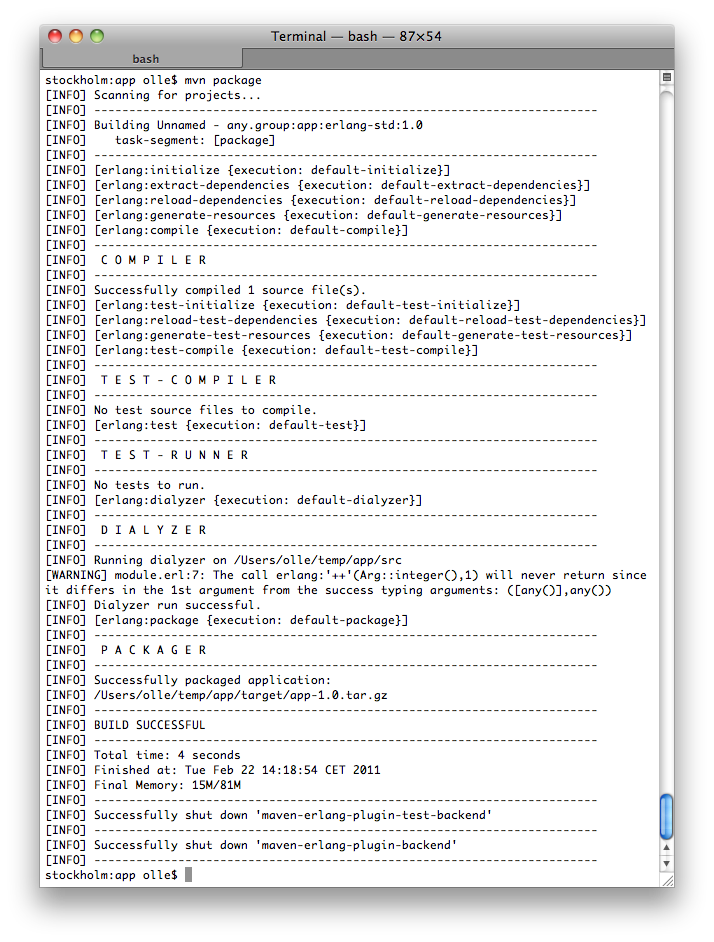 Terminal — bash — 87×54
bash
stockholm:app olle$ mvn package
[INFO] Scanning for projects...
[INFO] ------------------------------------------------------------------------
[INFO] Building Unnamed - any.group:app:erlang-std:1.0
[INFO]    task-segment: [package]
[INFO] ------------------------------------------------------------------------
[INFO] [erlang:initialize {execution: default-initialize}]
[INFO] [erlang:extract-dependencies {execution: default-extract-dependencies}]
[INFO] [erlang:reload-dependencies {execution: default-reload-dependencies}]
[INFO] [erlang:generate-resources {execution: default-generate-resources}]
[INFO] [erlang:compile {execution: default-compile}]
[INFO] ------------------------------------------------------------------------
[INFO]  C O M P I L E R
[INFO] ------------------------------------------------------------------------
[INFO] Successfully compiled 1 source file(s).
[INFO] [erlang:test-initialize {execution: default-test-initialize}]
[INFO] [erlang:reload-test-dependencies {execution: default-reload-test-dependencies}]
[INFO] [erlang:generate-test-resources {execution: default-generate-test-resources}]
[INFO] [erlang:test-compile {execution: default-test-compile}]
[INFO] ------------------------------------------------------------------------
[INFO]  T E S T - C O M P I L E R
[INFO] ------------------------------------------------------------------------
[INFO] No test source files to compile.
[INFO] [erlang:test {execution: default-test}]
[INFO] ------------------------------------------------------------------------
[INFO]  T E S T - R U N N E R
[INFO] ------------------------------------------------------------------------
[INFO] No tests to run.
[INFO] [erlang:dialyzer {execution: default-dialyzer}]
[INFO] ------------------------------------------------------------------------
[INFO]  D I A L Y Z E R
[INFO] ------------------------------------------------------------------------
[INFO] Running dialyzer on /Users/olle/temp/app/src
[WARNING] module.erl:7: The call erlang:'++'(Arg::integer(),1) will never return since
it differs in the 1st argument from the success typing arguments: ([any()],any())
[INFO] Dialyzer run successful.
[INFO] [erlang:package {execution: default-package}]
[INFO] ------------------------------------------------------------------------
[INFO]  P A C K A G E R
[INFO] ------------------------------------------------------------------------
[INFO] Successfully packaged application:
[INFO] /Users/olle/temp/app/target/app-1.0.tar.gz
[INFO] ------------------------------------------------------------------------
[INFO] BUILD SUCCESSFUL
[INFO] ------------------------------------------------------------------------
[INFO] Total time: 4 seconds
[INFO] Finished at: Tue Feb 22 14:18:54 CET 2011
[INFO] Final Memory: 15M/81M
[INFO] ------------------------------------------------------------------------
[INFO] Successfully shut down 'maven-erlang-plugin-test-backend'
[INFO] ------------------------------------------------------------------------
[INFO] Successfully shut down 'maven-erlang-plugin-backend'
[INFO] ------------------------------------------------------------------------
stockholm:app olle$